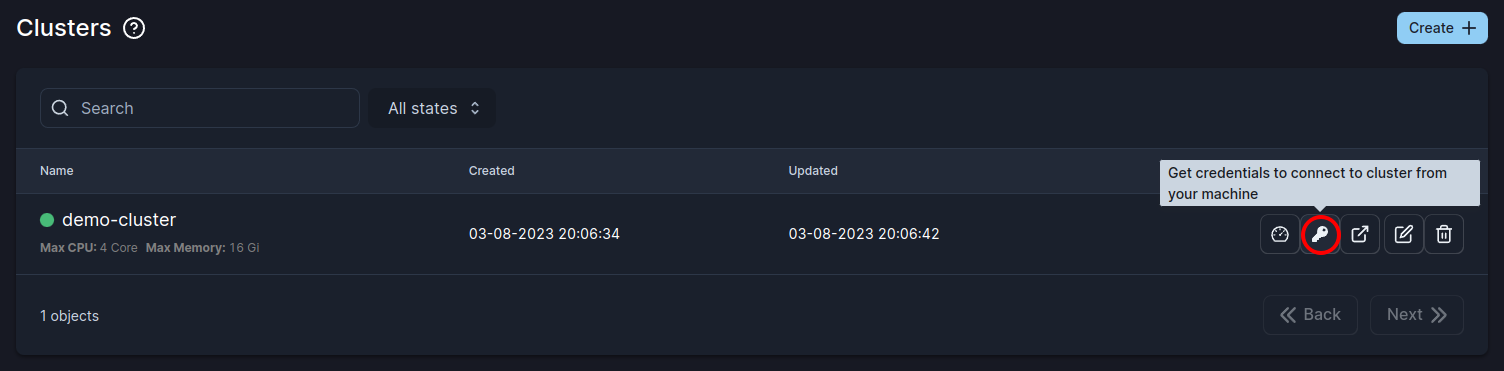 Clusters
Create
Search
All states
Name Created Updated
Get credentials to connect to cluster from
your machine
demo-cluster
Max CPU: 4 Core Max Memory: 16 Gi
03-08-2023 20:06:34 03-08-2023 20:06:42
1 objects
Back Next